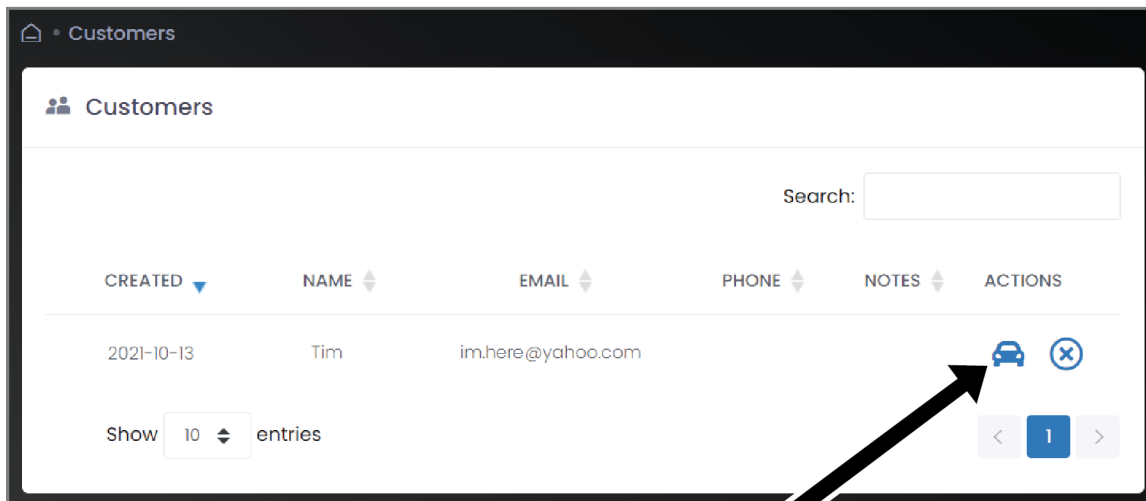 Customers
Customers
Search:
CREATED NAME EMAIL PHONE NOTES ACTIONS
2021-10-13 Tim im.here@yahoo.com
Show 10 entries
< 1 >